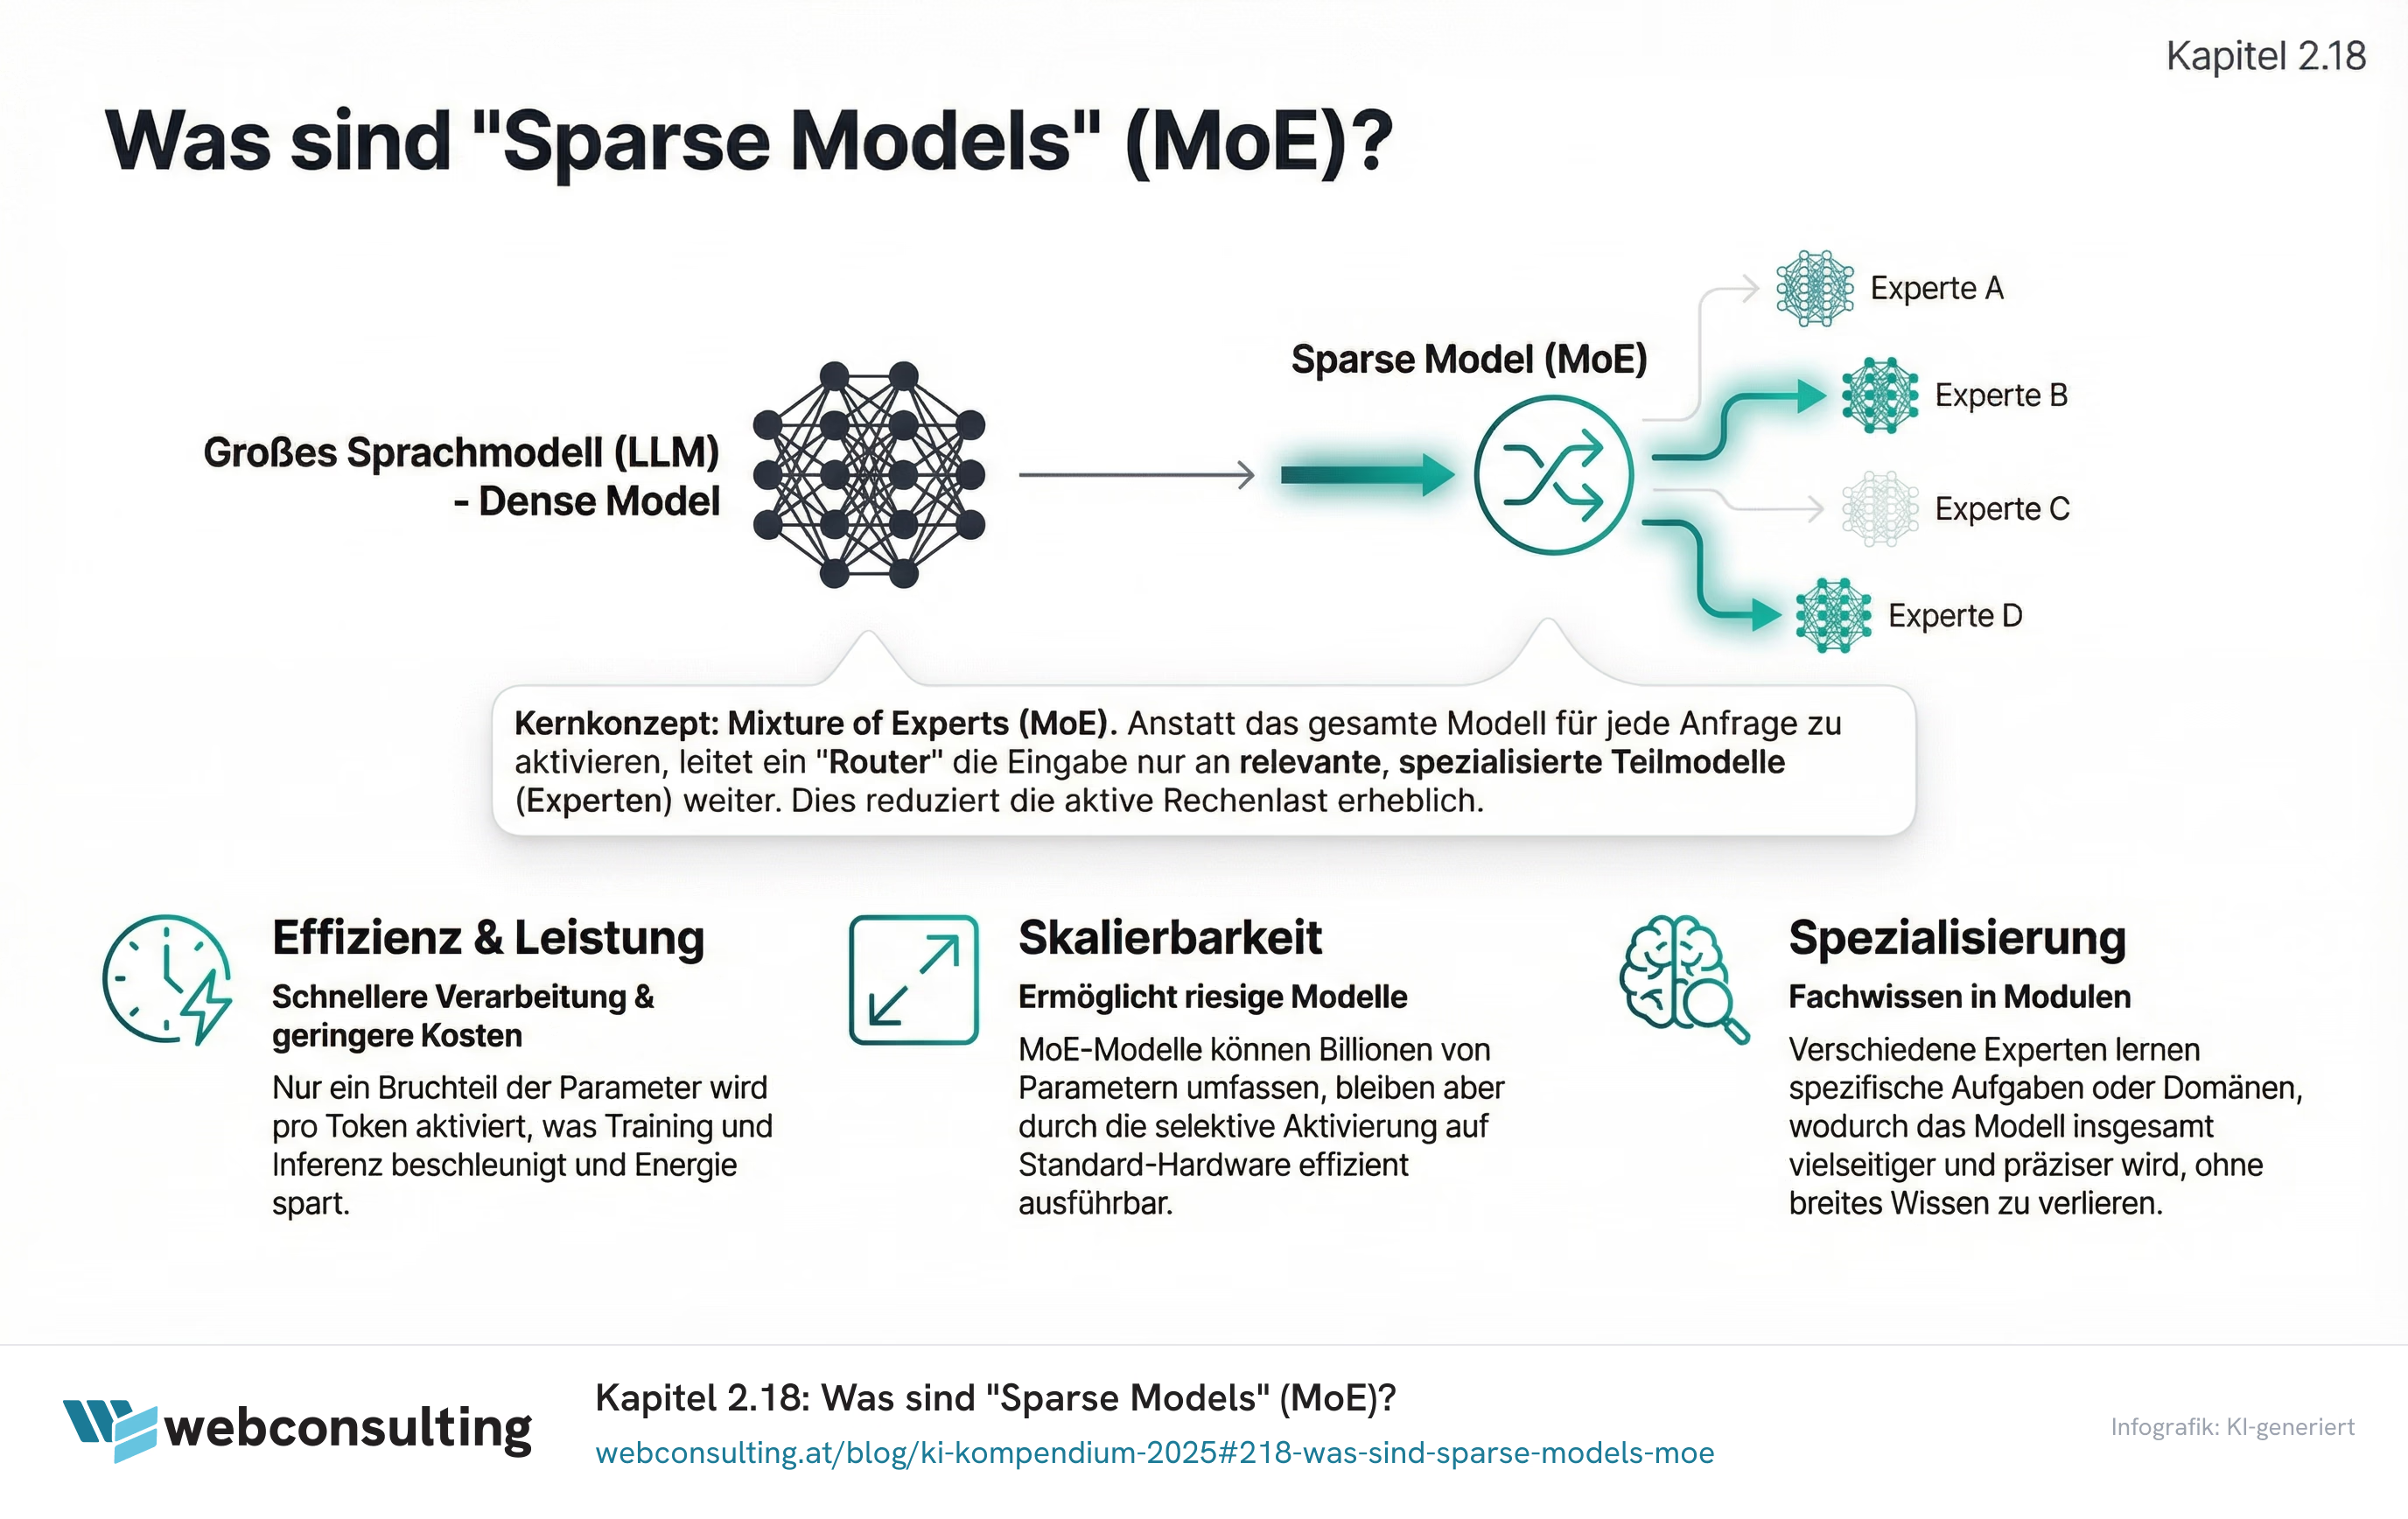 Kapitel 2.18
Was sind "Sparse Models" (MoE)?
Großes Sprachmodell (LLM)
- Dense Model
Sparse Model (MoE)
Experte A
Experte B
Experte C
Experte D
Kernkonzept: Mixture of Experts (MoE). Anstatt das gesamte Modell für jede Anfrage zu
aktivieren, leitet ein "Router" die Eingabe nur an relevante, spezialisierte Teilmodelle
(Experten) weiter. Dies reduziert die aktive Rechenlast erheblich.
Effizienz & Leistung
Schnellere Verarbeitung &
geringere Kosten
Nur ein Bruchteil der Parameter wird
pro Token aktiviert, was Training und
Inferenz beschleunigt und Energie
spart.
Skalierbarkeit
Ermöglicht riesige Modelle
MoE-Modelle können Billionen von
Parametern umfassen, bleiben aber
durch die selektive Aktivierung auf
Standard-Hardware effizient
ausführbar.
Spezialisierung
Fachwissen in Modulen
Verschiedene Experten lernen
spezifische Aufgaben oder Domänen,
wodurch das Modell insgesamt
vielseitiger und präziser wird, ohne
breites Wissen zu verlieren.
webconsulting
Kapitel 2.18: Was sind "Sparse Models" (MoE)?
webconsulting.at/blog/ki-kompendium-2025#218-was-sind-sparse-models-moe
Infografik: KI-generiert